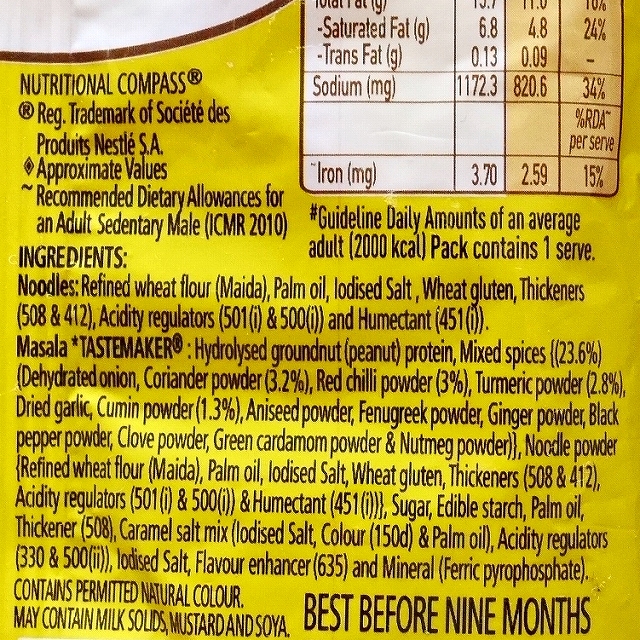 Total Fat (g) 15.7 11.0 16%
-Saturated Fat (g) 6.8 4.8 24%
-Trans Fat (g) 0.13 0.09 -
Sodium (mg) 1172.3 820.6 34%
%RDA~
per serve
~Iron (mg) 3.70 2.59 15%
#Guideline Daily Amounts of an average
adult (2000 kcal) Pack contains 1 serve.
NUTRITIONAL COMPASS®
® Reg. Trademark of Société des
Produits Nestlé S.A.
◊ Approximate Values
~ Recommended Dietary Allowances for
an Adult Sedentary Male (ICMR 2010)
INGREDIENTS:
Noodles: Refined wheat flour (Maida), Palm oil, Iodised Salt , Wheat gluten, Thickeners
(508 & 412), Acidity regulators (501(i) & 500(i)) and Humectant (451(i)).
Masala *TASTEMAKER® : Hydrolysed groundnut (peanut) protein, Mixed spices {(23.6%)
(Dehydrated onion, Coriander powder (3.2%), Red chilli powder (3%), Turmeric powder (2.8%),
Dried garlic, Cumin powder (1.3%), Aniseed powder, Fenugreek powder, Ginger powder, Black
pepper powder, Clove powder, Green cardamom powder & Nutmeg powder)}, Noodle powder
{Refined wheat flour (Maida), Palm oil, Iodised Salt, Wheat gluten, Thickeners (508 & 412),
Acidity regulators (501(i) & 500(i)) & Humectant (451(i))}, Sugar, Edible starch, Palm oil,
Thickener (508), Caramel salt mix (Iodised Salt, Colour (150d) & Palm oil), Acidity regulators
(330 & 500(ii)), Iodised Salt, Flavour enhancer (635) and Mineral (Ferric pyrophosphate).
CONTAINS PERMITTED NATURAL COLOUR.
MAY CONTAIN MILK SOLIDS, MUSTARD AND SOYA.
BEST BEFORE NINE MONTHS